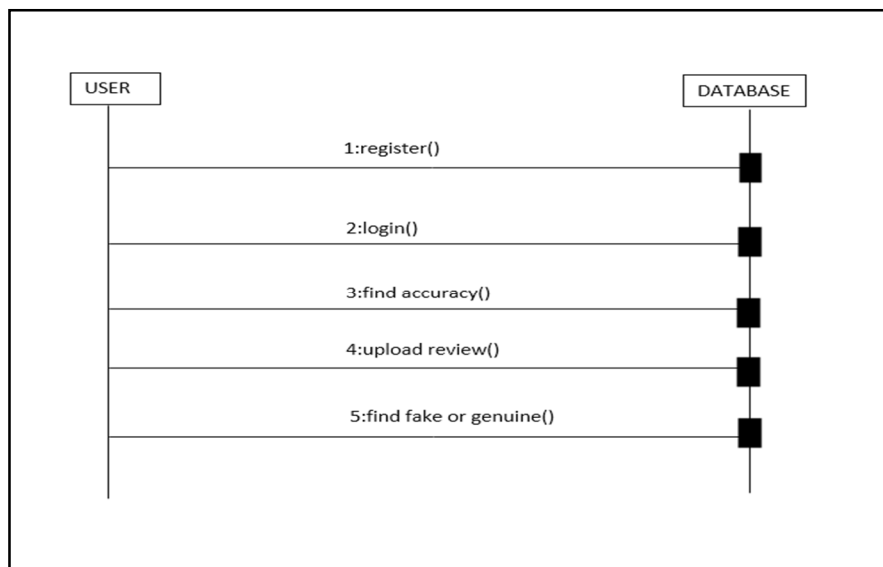 USER
DATABASE
1:register()
2:login()
3:find accuracy()
4:upload review()
5:find fake or genuine()